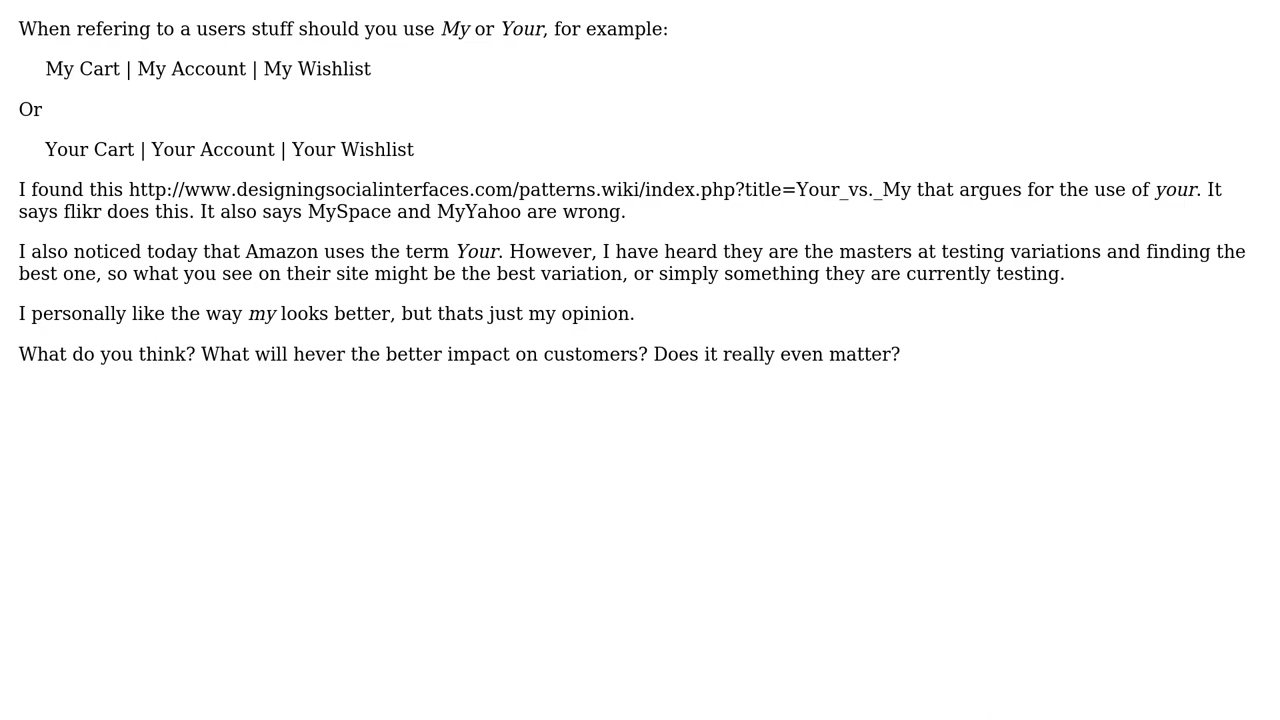 When refering to a users stuff should you use My or Your, for example:
My Cart | My Account | My Wishlist
Or
Your Cart | Your Account | Your Wishlist
I found this http://www.designingsocialinterfaces.com/patterns.wiki/index.php?title=Your_vs._My that argues for the use of your. It
says flikr does this. It also says MySpace and MyYahoo are wrong.
I also noticed today that Amazon uses the term Your. However, I have heard they are the masters at testing variations and finding the
best one, so what you see on their site might be the best variation, or simply something they are currently testing.
I personally like the way my looks better, but thats just my opinion.
What do you think? What will hever the better impact on customers? Does it really even matter?